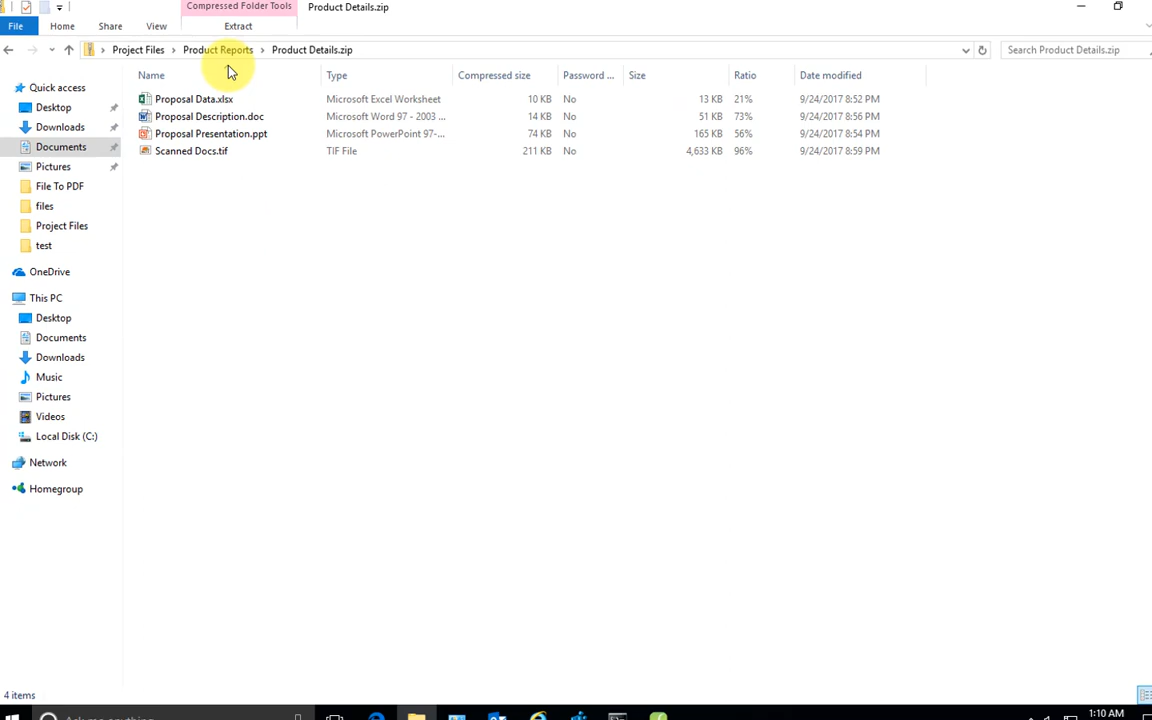 Compressed Folder Tools Product Details.zip
File Home Share View Extract
Project Files > Product Reports > Product Details.zip Search Product Details.zip
Name Type Compressed size Password ... Size Ratio Date modified
Proposal Data.xlsx Microsoft Excel Worksheet 10 KB No 13 KB 21% 9/24/2017 8:52 PM
Proposal Description.doc Microsoft Word 97 - 2003 ... 14 KB No 51 KB 73% 9/24/2017 8:56 PM
Proposal Presentation.ppt Microsoft PowerPoint 97-... 74 KB No 165 KB 56% 9/24/2017 8:54 PM
Scanned Docs.tif TIF File 211 KB No 4,633 KB 96% 9/24/2017 8:59 PM
Quick access
Desktop
Downloads
Documents
Pictures
File To PDF
files
Project Files
test
OneDrive
This PC
Desktop
Documents
Downloads
Music
Pictures
Videos
Local Disk (C:)
Network
Homegroup
4 items
Ask me anything 1:10 AM